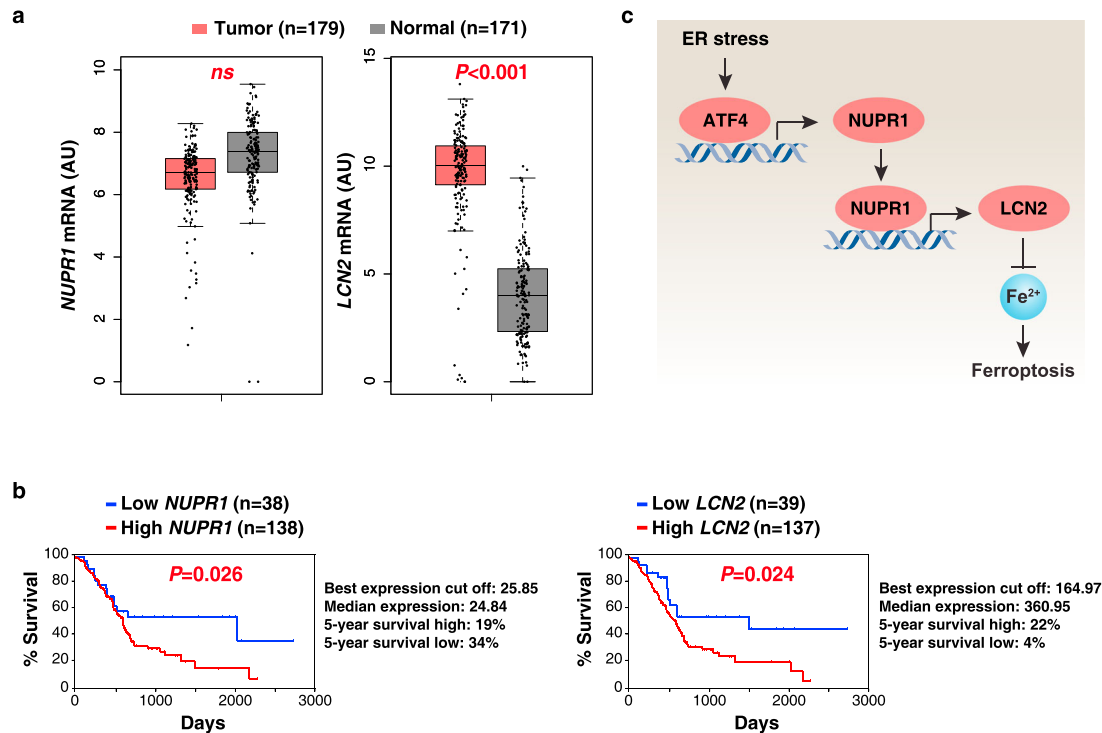 a
Tumor (n=179) Normal (n=171)
NUPR1 mRNA (AU)
10
8
6
4
2
0
ns
LCN2 mRNA (AU)
15
10
5
0
P<0.001
c
ER stress
ATF4
NUPR1
NUPR1
LCN2
Fe²⁺
Ferroptosis
b
Low NUPR1 (n=38)
High NUPR1 (n=138)
% Survival
100
80
60
40
20
0
P=0.026
0 1000 2000 3000
Days
Best expression cut off: 25.85
Median expression: 24.84
5-year survival high: 19%
5-year survival low: 34%
Low LCN2 (n=39)
High LCN2 (n=137)
% Survival
100
80
60
40
20
0
P=0.024
0 1000 2000 3000
Days
Best expression cut off: 164.97
Median expression: 360.95
5-year survival high: 22%
5-year survival low: 4%